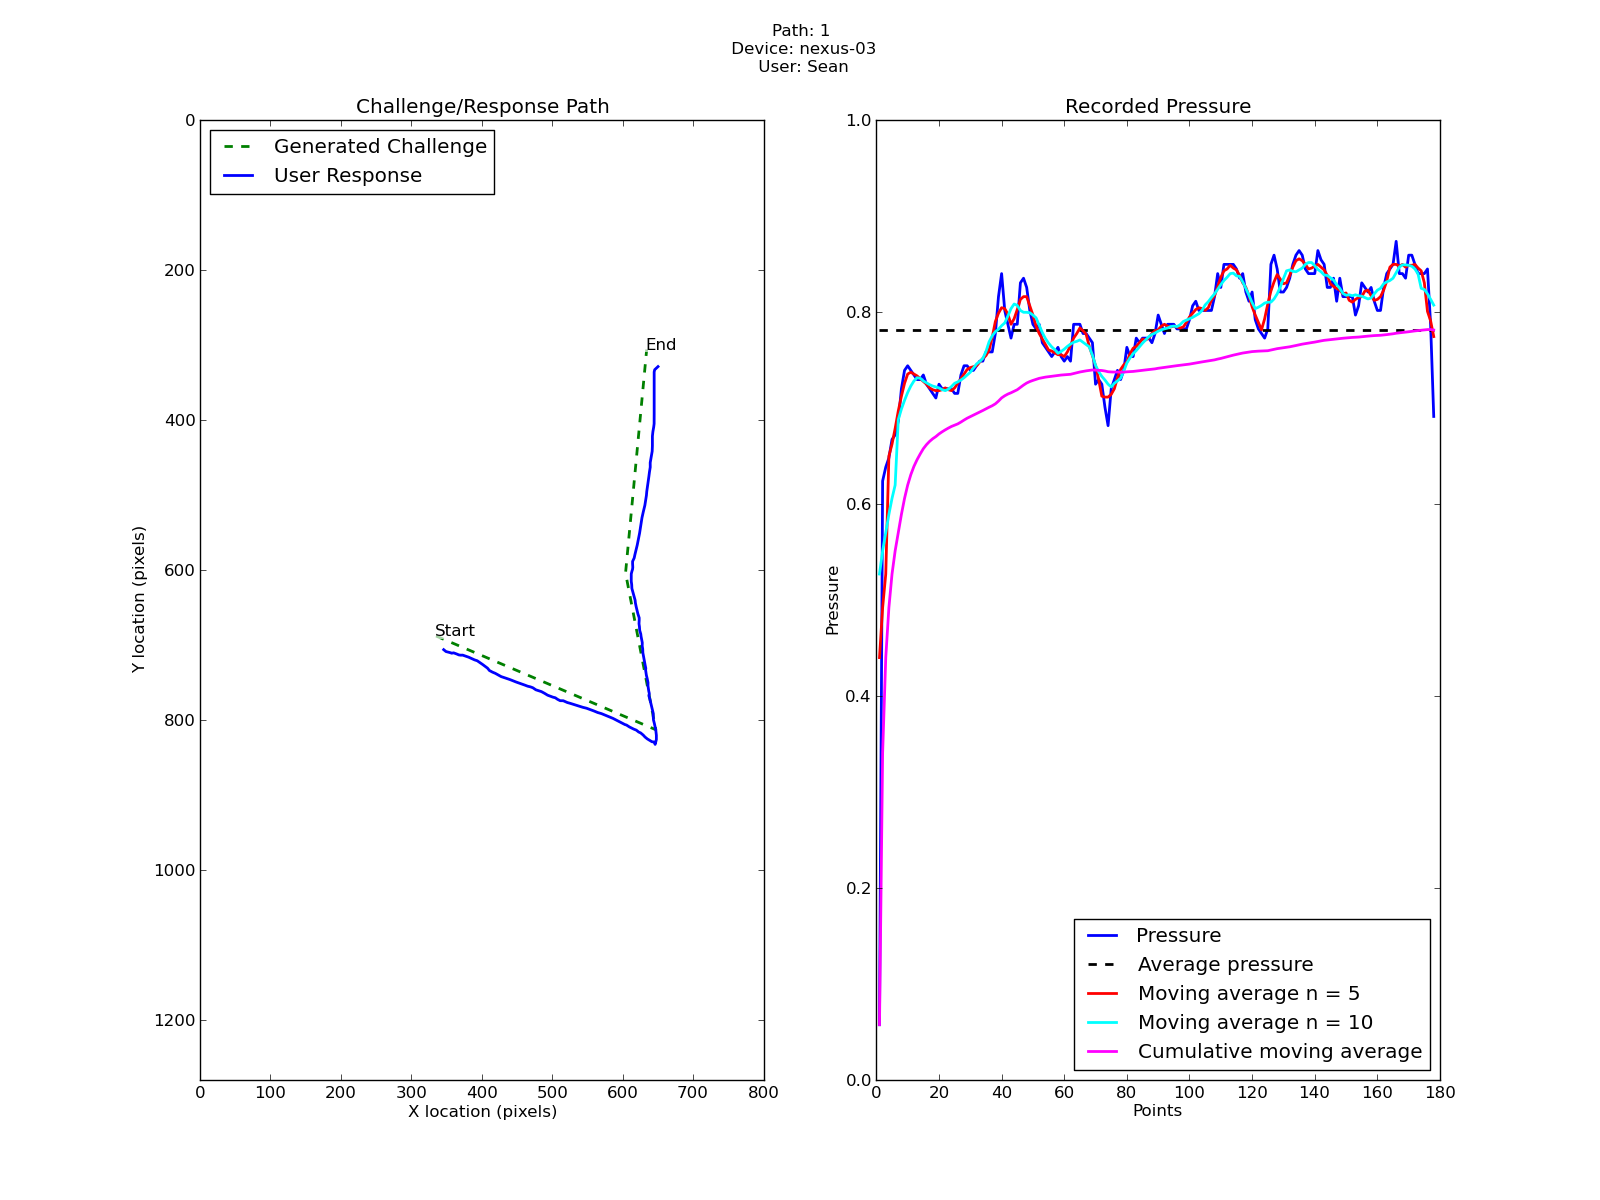 Path: 1
Device: nexus-03
User: Sean
Challenge/Response Path
Generated Challenge
User Response
Start
End
0
200
400
600
800
1000
1200
Y location (pixels)
0 100 200 300 400 500 600 700 800
X location (pixels)
Recorded Pressure
1.0
0.8
0.6
0.4
0.2
0.0
Pressure
Pressure
Average pressure
Moving average n = 5
Moving average n = 10
Cumulative moving average
0 20 40 60 80 100 120 140 160 180
Points